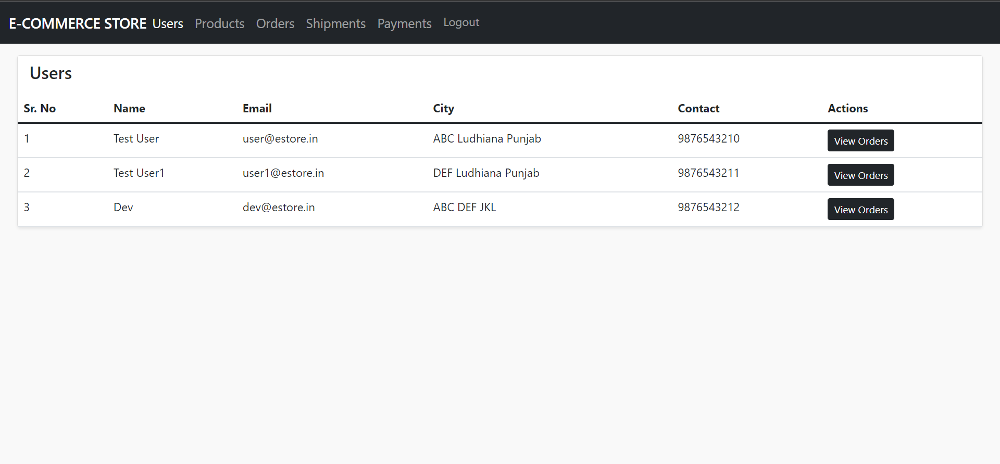 E-COMMERCE STORE Users Products Orders Shipments Payments Logout
Users
Sr. No Name Email City Contact Actions
1 Test User user@estore.in ABC Ludhiana Punjab 9876543210 View Orders
2 Test User1 user1@estore.in DEF Ludhiana Punjab 9876543211 View Orders
3 Dev dev@estore.in ABC DEF JKL 9876543212 View Orders